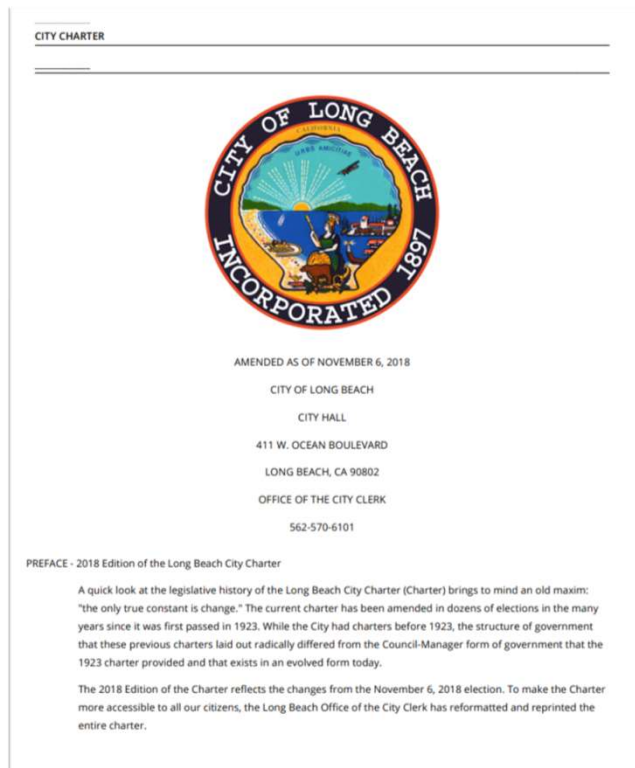 CITY CHARTER
CITY OF LONG BEACH
CALIFORNIA
URBS AMICITIAE
INCORPORATED 1897
AMENDED AS OF NOVEMBER 6, 2018
CITY OF LONG BEACH
CITY HALL
411 W. OCEAN BOULEVARD
LONG BEACH, CA 90802
OFFICE OF THE CITY CLERK
562-570-6101
PREFACE - 2018 Edition of the Long Beach City Charter
A quick look at the legislative history of the Long Beach City Charter (Charter) brings to mind an old maxim:
"the only true constant is change." The current charter has been amended in dozens of elections in the many
years since it was first passed in 1923. While the City had charters before 1923, the structure of government
that these previous charters laid out radically differed from the Council-Manager form of government that the
1923 charter provided and that exists in an evolved form today.
The 2018 Edition of the Charter reflects the changes from the November 6, 2018 election. To make the Charter
more accessible to all our citizens, the Long Beach Office of the City Clerk has reformatted and reprinted the
entire charter.